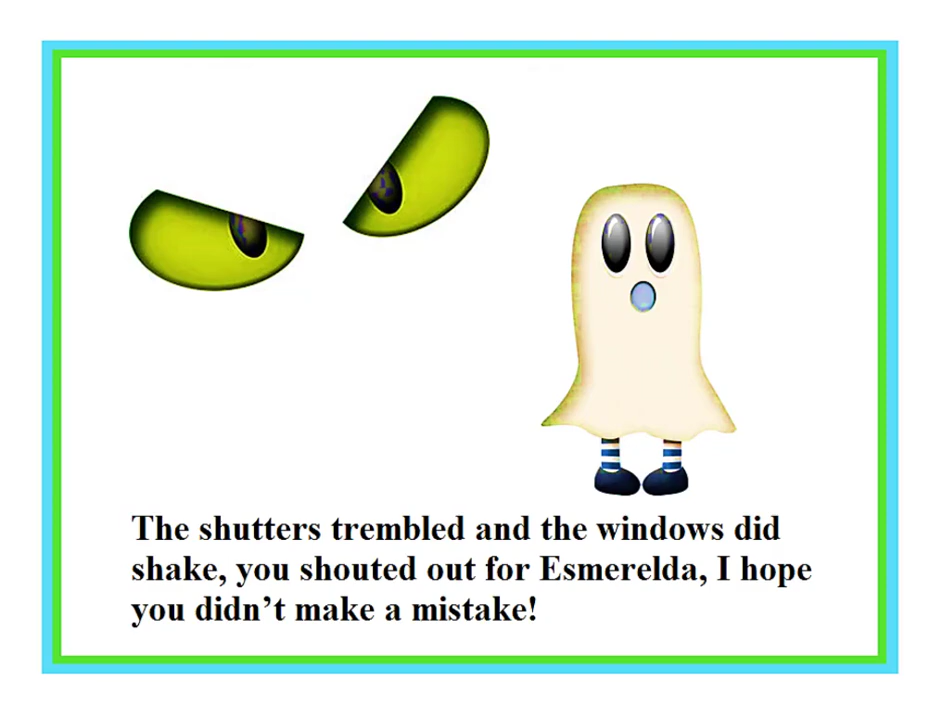 The shutters trembled and the windows did
shake, you shouted out for Esmerelda, I hope
you didn’t make a mistake!